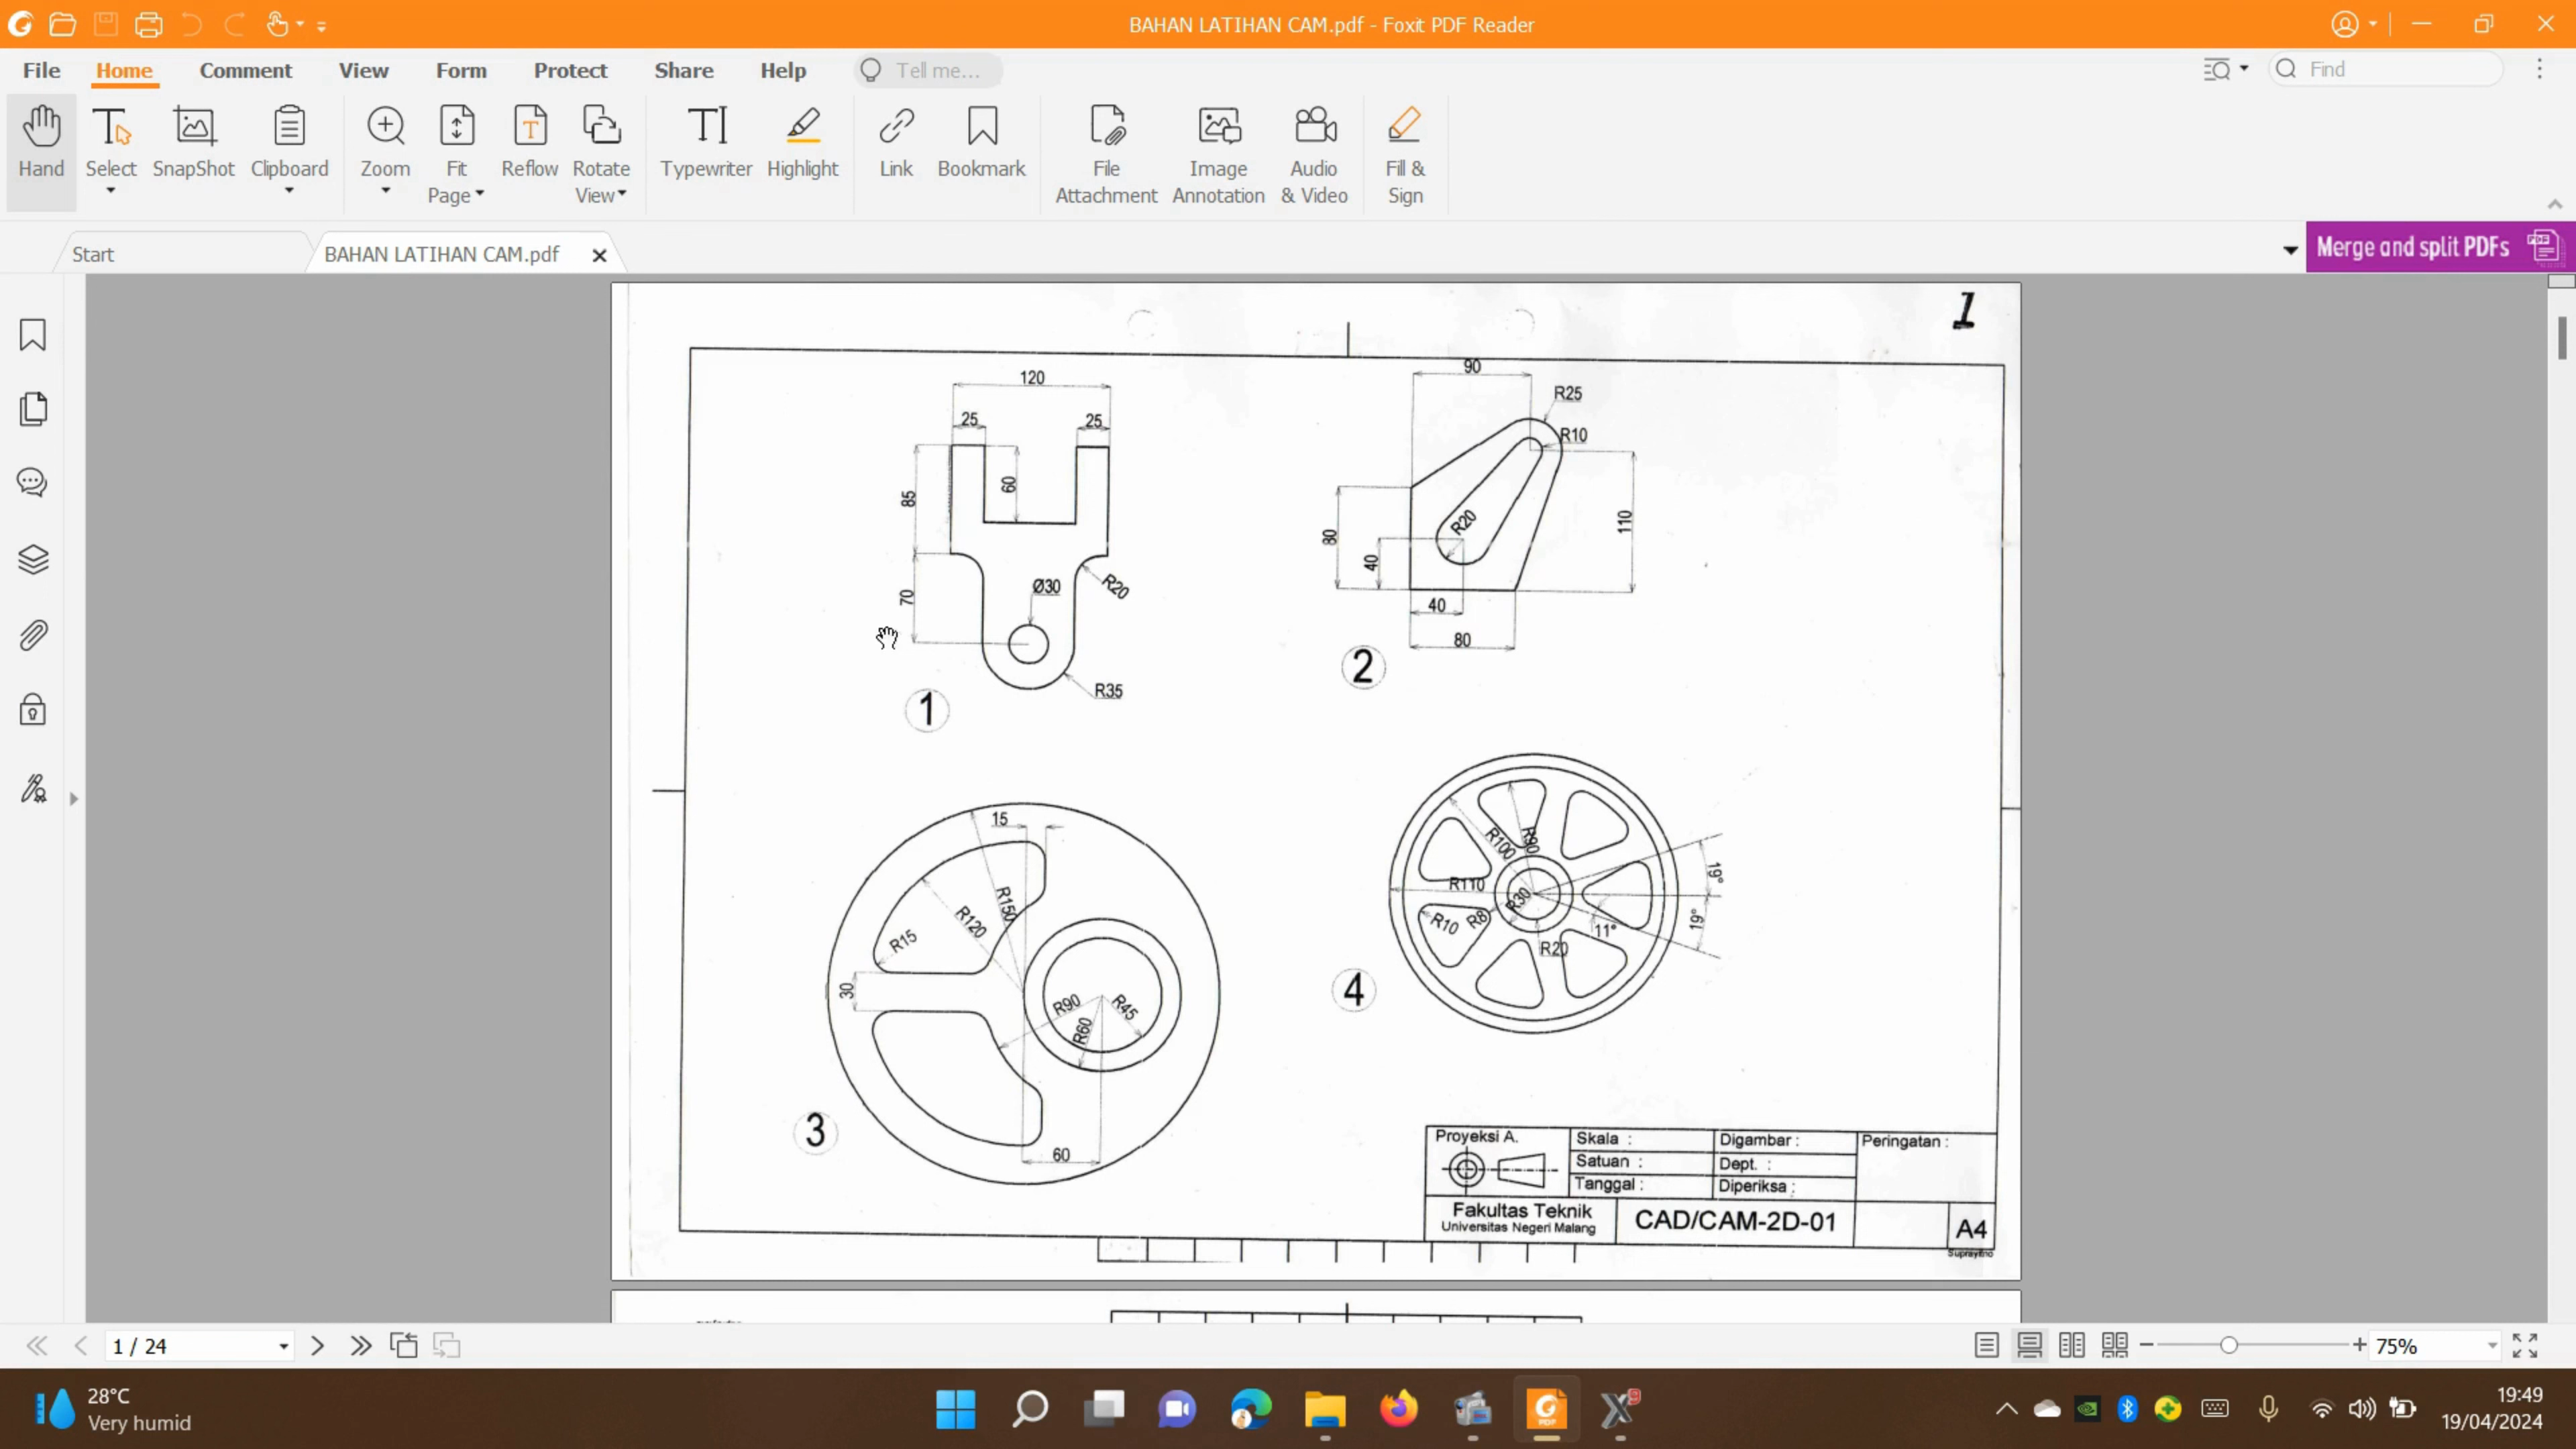 BAHAN LATIHAN CAM.pdf - Foxit PDF Reader
File Home Comment View Form Protect Share Help Tell me... Find
Hand Select SnapShot Clipboard Zoom Fit Page Reflow Rotate View Typewriter Highlight Link Bookmark File Attachment Image Annotation Audio & Video Fill & Sign
Start BAHAN LATIHAN CAM.pdf Merge and split PDFs
1
120
25 25
85
60
70
Ø30
R20
R35
1
90
R25
R10
R20
80
40
110
40
80
2
15
R150
R120
R15
30
R90
R45
R60
60
3
R100
R90
R110
R30
R10
R8
R20
11°
19°
19°
4
Proyeksi A.
Skala :
Digambar :
Peringatan :
Satuan :
Dept. :
Tanggal :
Diperiksa :
Fakultas Teknik
Universitas Negeri Malang
CAD/CAM-2D-01
A4
Suprayitno
1 / 24
75%
28°C
Very humid
PDF
9
19:49
19/04/2024